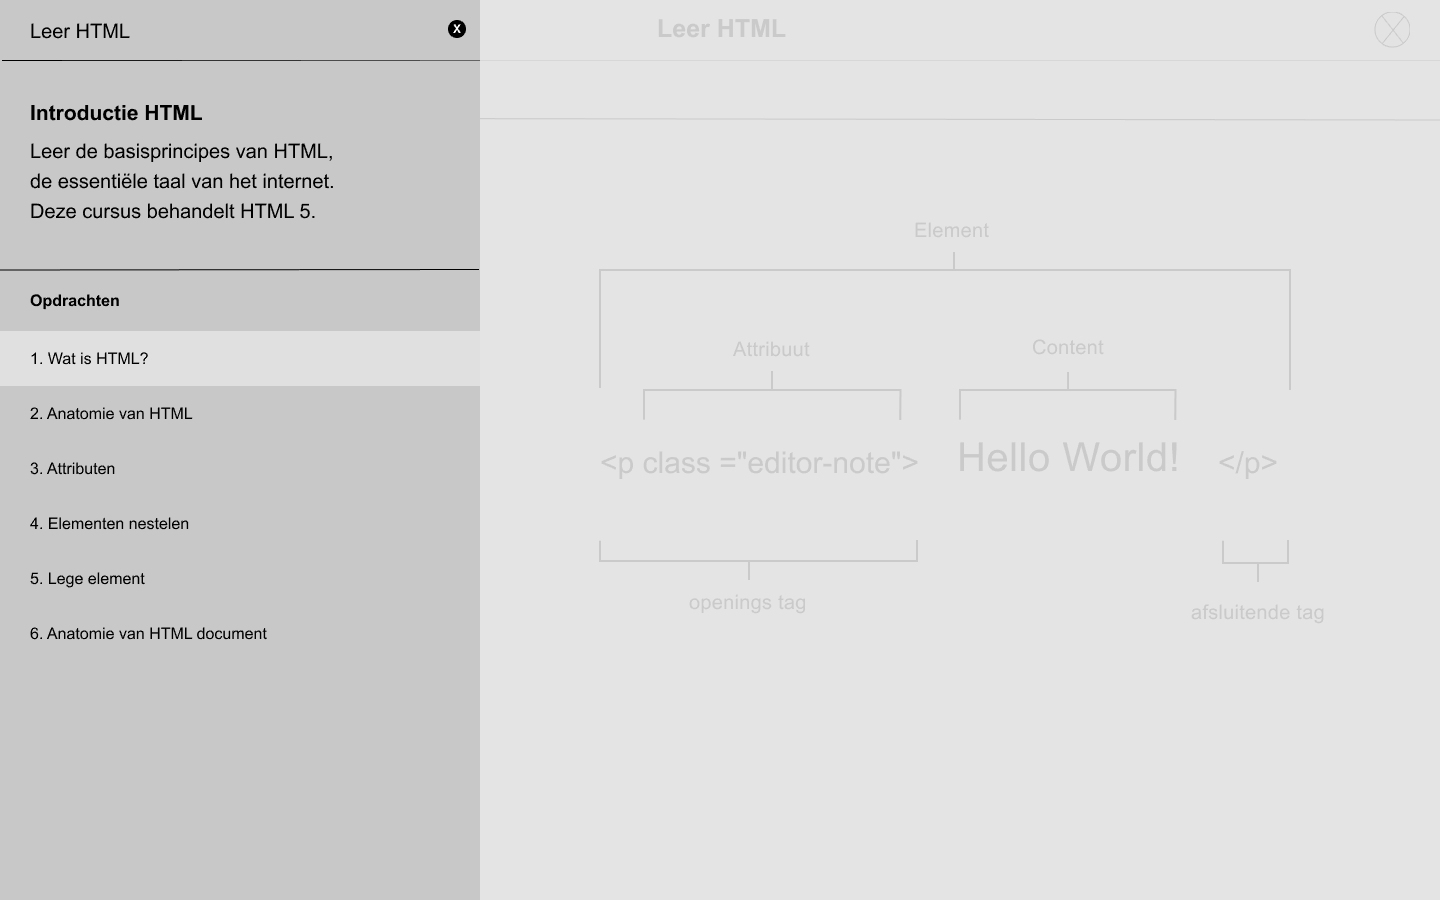 Leer HTML
X
Introductie HTML
Leer de basisprincipes van HTML,
de essentiële taal van het internet.
Deze cursus behandelt HTML 5.
Opdrachten
1. Wat is HTML?
2. Anatomie van HTML
3. Attributen
4. Elementen nestelen
5. Lege element
6. Anatomie van HTML document
Leer HTML
Element
Attribuut
Content
<p class ="editor-note"> Hello World! </p>
openings tag
afsluitende tag